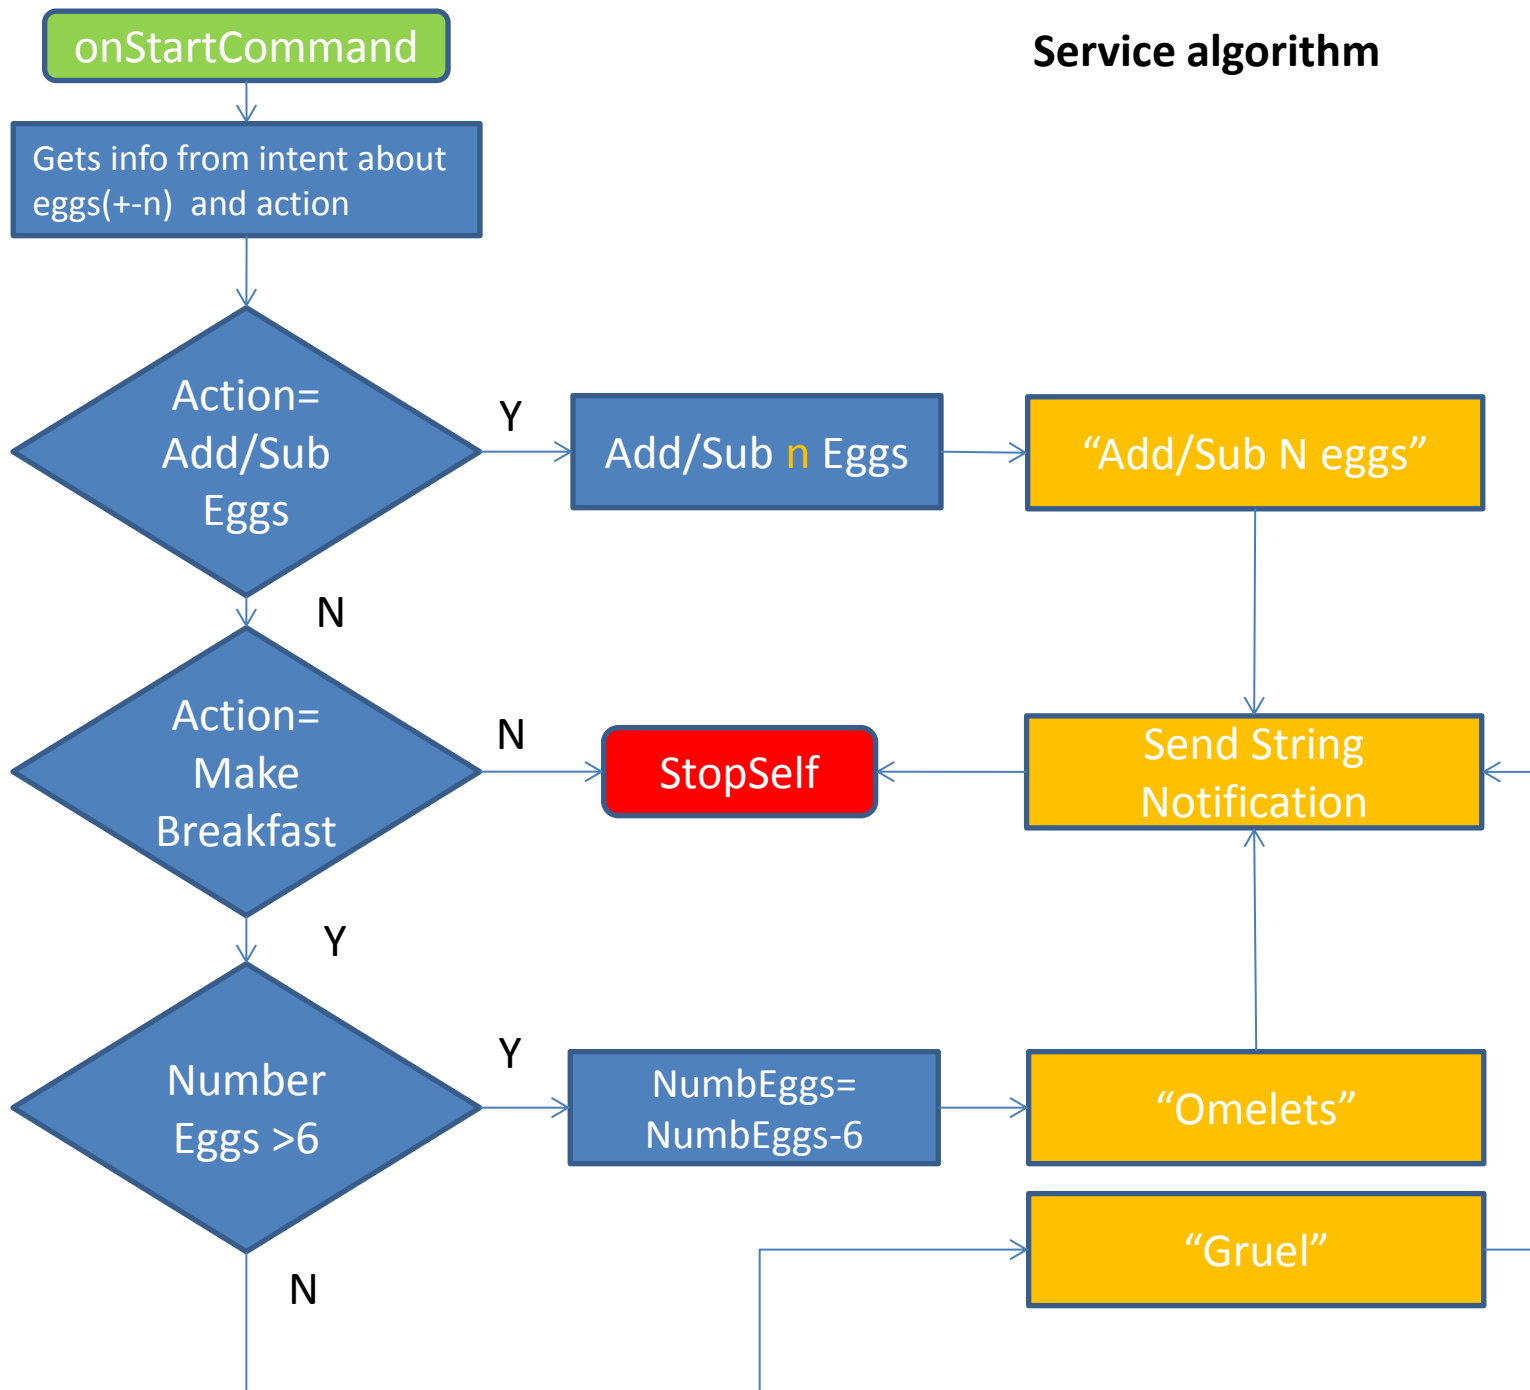 onStartCommand
Service algorithm
Gets info from intent about
eggs(+-n) and action
Action=
Add/Sub
Eggs
Y
Add/Sub n Eggs
“Add/Sub N eggs”
N
Action=
Make
Breakfast
N
StopSelf
Send String
Notification
Y
Number
Eggs >6
Y
NumbEggs=
NumbEggs-6
“Omelets”
“Gruel”
N